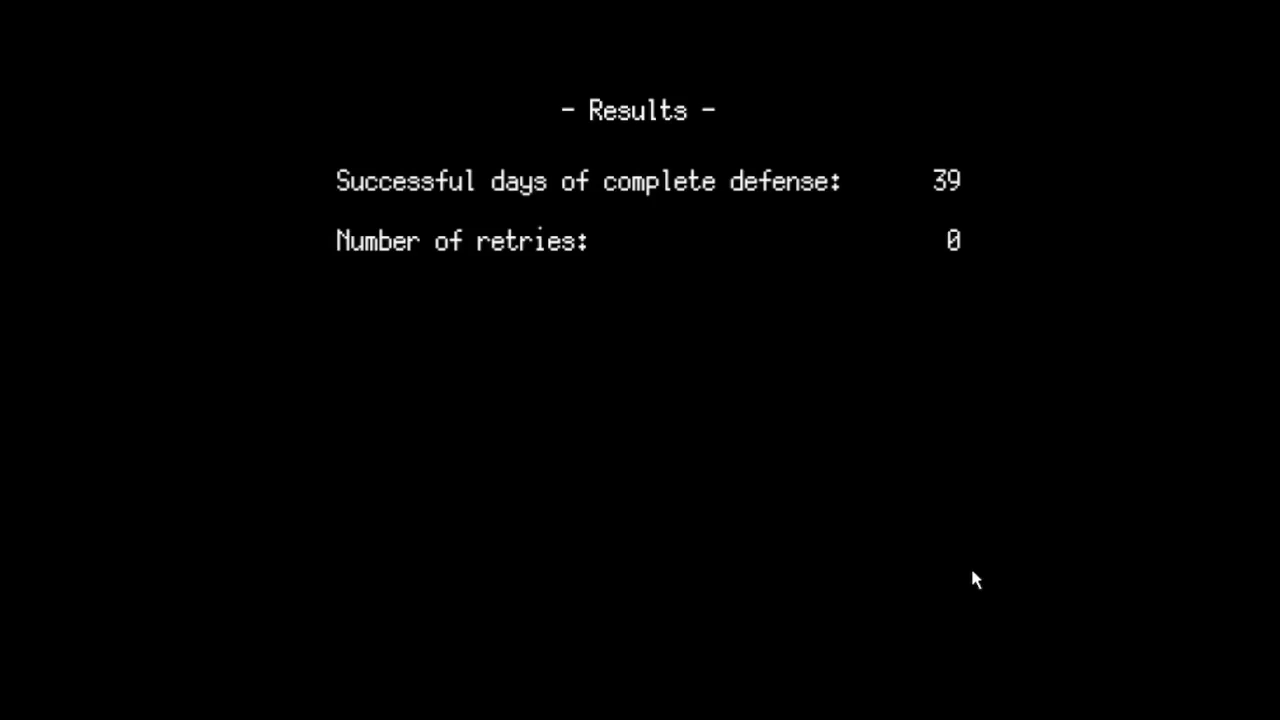 - Results -
Successful days of complete defense: 39
Number of retries: 0